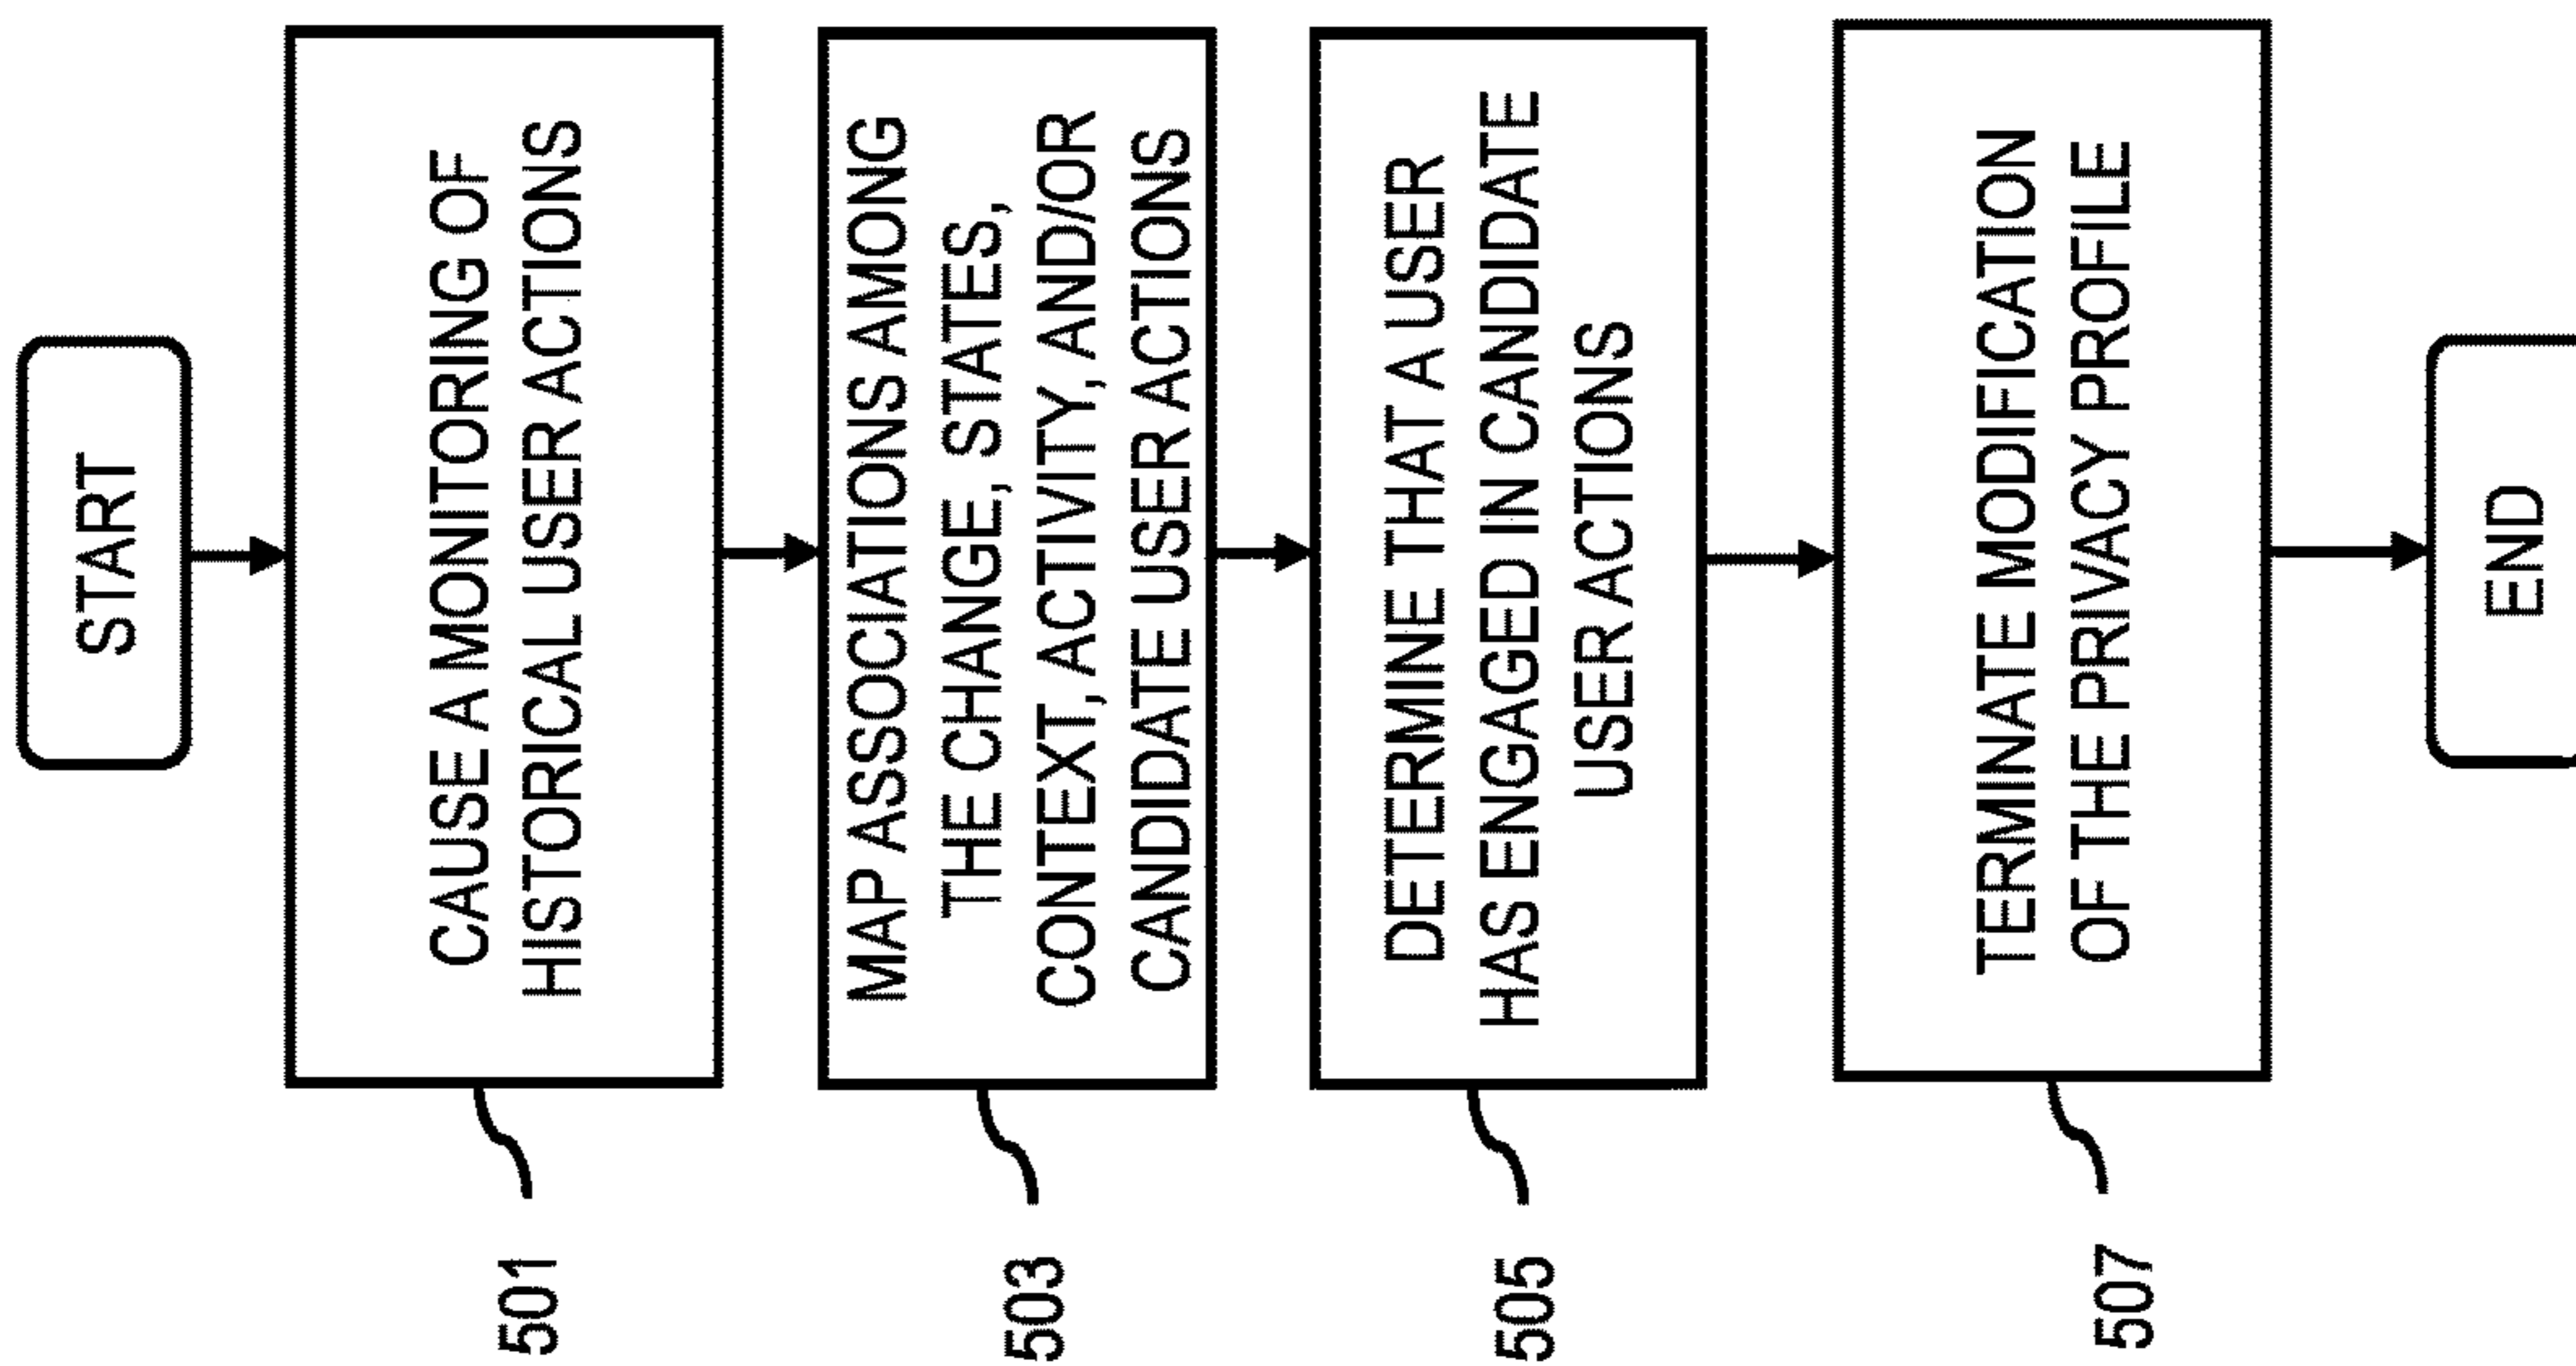 START
CAUSE A MONITORING OF
HISTORICAL USER ACTIONS
501
MAP ASSOCIATIONS AMONG
THE CHANGE, STATES,
CONTEXT, ACTIVITY, AND/OR
CANDIDATE USER ACTIONS
503
DETERMINE THAT A USER
HAS ENGAGED IN CANDIDATE
USER ACTIONS
505
TERMINATE MODIFICATION
OF THE PRIVACY PROFILE
507
END